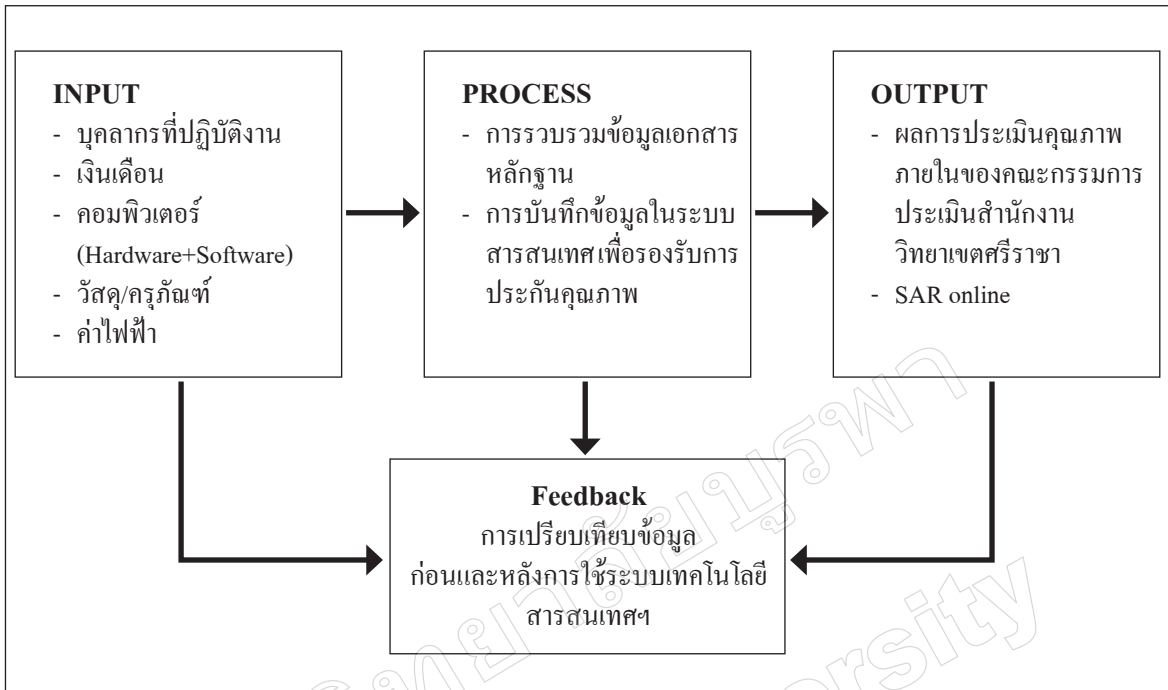 INPUT
- บุคลากรที่ปฏิบัติงาน
- เงินเดือน
- คอมพิวเตอร์
(Hardware+Software)
- วัสดุ/ครุภัณฑ์
- ค่าไฟฟ้า
PROCESS
- การรวบรวมข้อมูลเอกสาร
หลักฐาน
- การบันทึกข้อมูลในระบบ
สารสนเทศเพื่อรองรับการ
ประกันคุณภาพ
OUTPUT
- ผลการประเมินคุณภาพ
ภายในของคณะกรรมการ
ประเมินสำนักงาน
วิทยาเขตศรีราชา
- SAR online
Feedback
การเปรียบเทียบข้อมูล
ก่อนและหลังการใช้ระบบเทคโนโลยี
สารสนเทศฯ